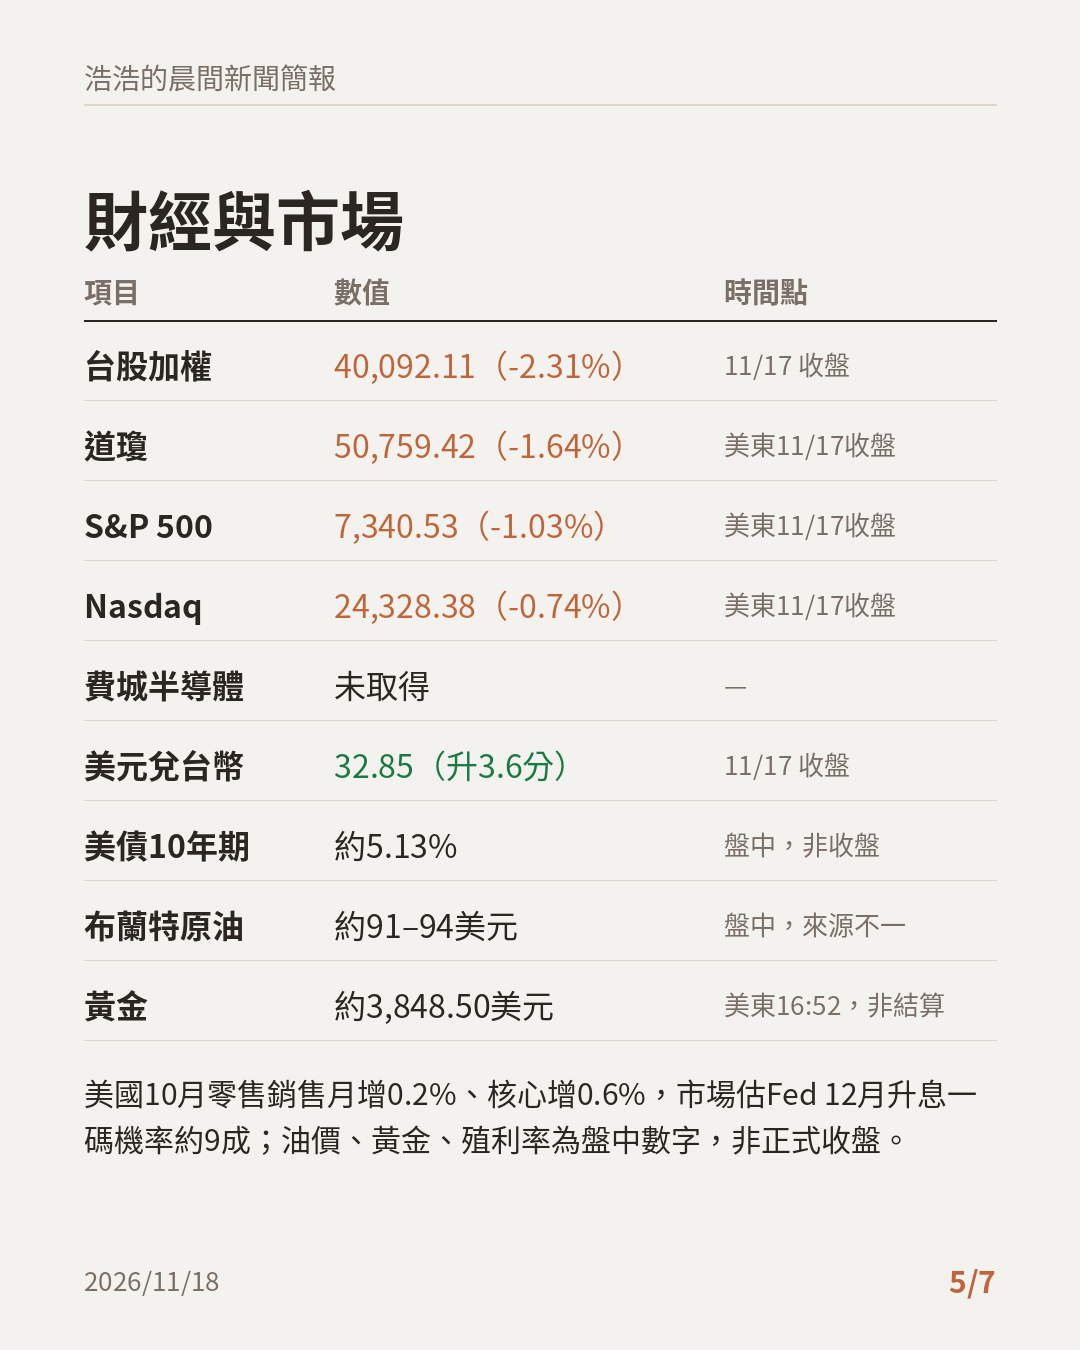 浩浩的晨間新聞簡報
財經與市場
項目 數值 時間點
台股加權 40,092.11（-2.31%） 11/17 收盤
道瓊 50,759.42（-1.64%） 美東11/17收盤
S&P 500 7,340.53（-1.03%） 美東11/17收盤
Nasdaq 24,328.38（-0.74%） 美東11/17收盤
費城半導體 未取得 —
美元兌台幣 32.85（升3.6分） 11/17 收盤
美債10年期 約5.13% 盤中，非收盤
布蘭特原油 約91–94美元 盤中，來源不一
黃金 約3,848.50美元 美東16:52，非結算
美國10月零售銷售月增0.2%、核心增0.6%，市場估Fed 12月升息一
碼機率約9成；油價、黃金、殖利率為盤中數字，非正式收盤。
2026/11/18 5/7